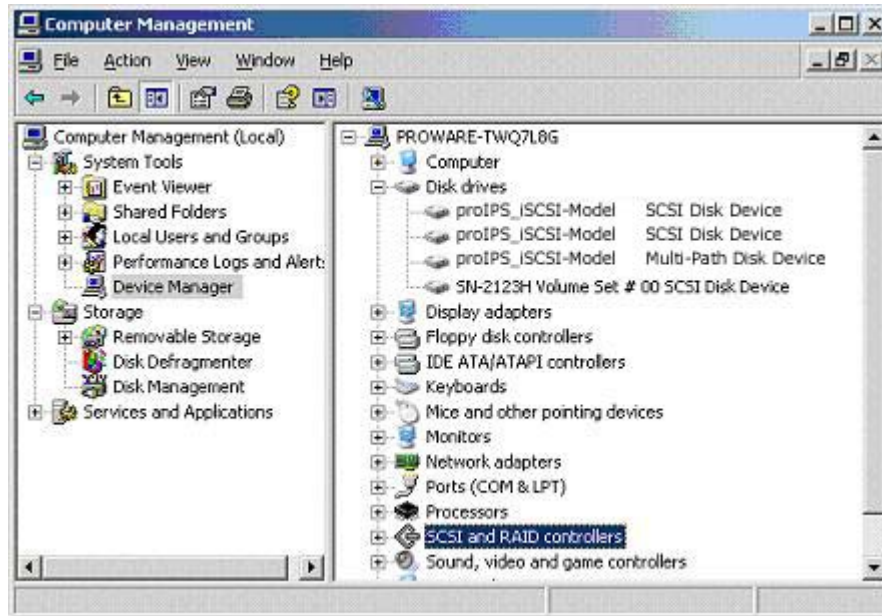 Computer Management
File Action View Window Help
Computer Management (Local)
System Tools
Event Viewer
Shared Folders
Local Users and Groups
Performance Logs and Alert:
Device Manager
Storage
Removable Storage
Disk Defragmenter
Disk Management
Services and Applications
PROWARE-TWQ7L8G
Computer
Disk drives
proIPS_iSCSI-Model SCSI Disk Device
proIPS_iSCSI-Model SCSI Disk Device
proIPS_iSCSI-Model Multi-Path Disk Device
SN-2123H Volume Set # 00 SCSI Disk Device
Display adapters
Floppy disk controllers
IDE ATA/ATAPI controllers
Keyboards
Mice and other pointing devices
Monitors
Network adapters
Ports (COM & LPT)
Processors
SCSI and RAID controllers
Sound, video and game controllers